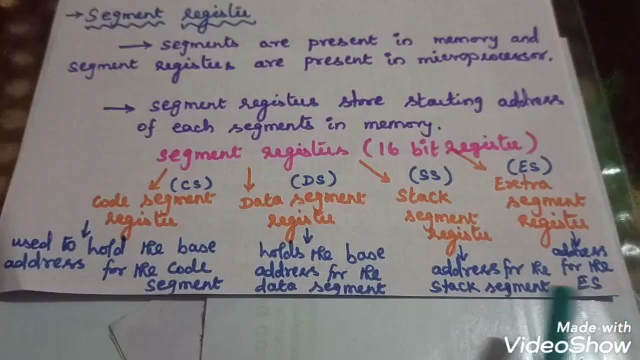 → Segment register
→ segments are present in memory and
segment registers are present in microprocessor.
→ segment registers store starting address
of each segments in memory.
segment registers (16 bit register)
(CS) (DS) (SS) (ES)
Code segment register
Data segment register
Stack segment register
Exetra segment register
used to hold the base
address for the code
segment
holds the base
address for the
data segment
address for the
stack segment
address
for the
ES
Made with
VideoShow